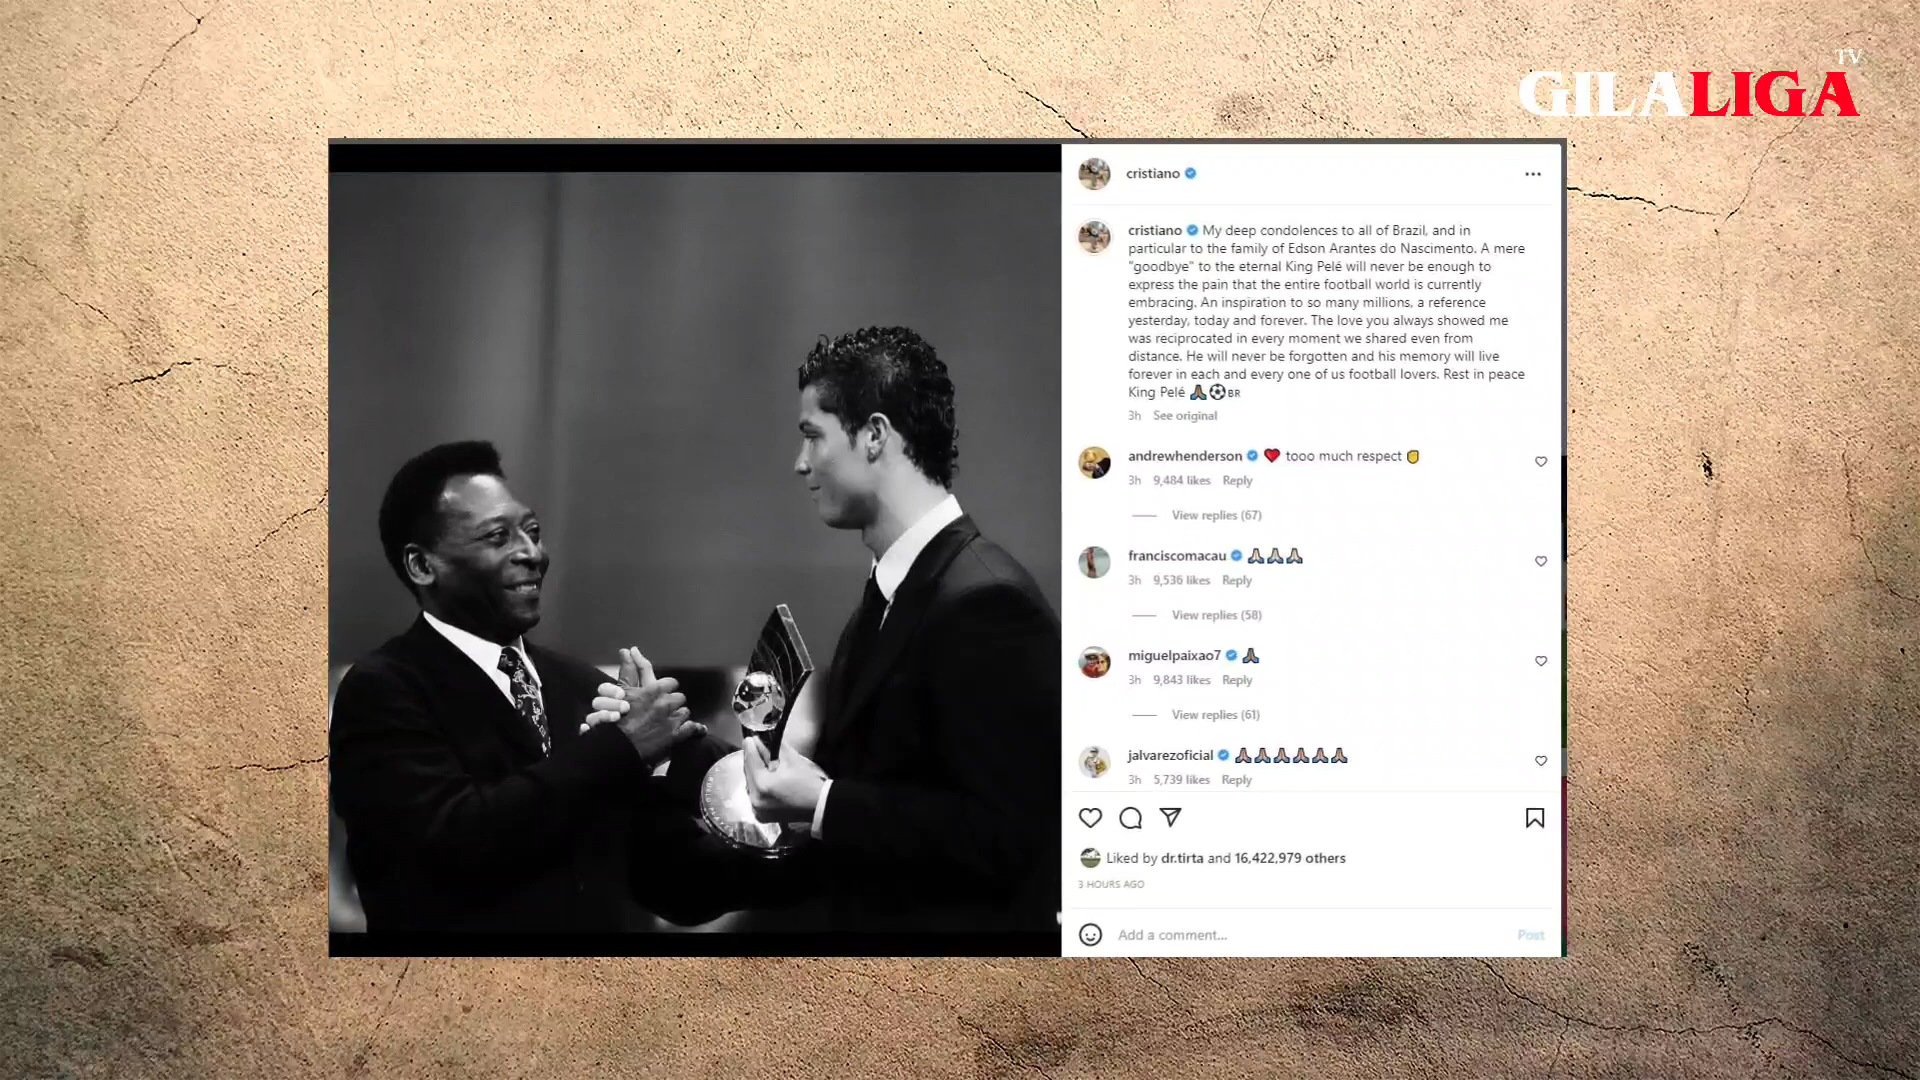 TV
GILALIGA
cristiano
cristiano My deep condolences to all of Brazil, and in
particular to the family of Edson Arantes do Nascimento. A mere
"goodbye" to the eternal King Pelé will never be enough to
express the pain that the entire football world is currently
embracing. An inspiration to so many millions, a reference
yesterday, today and forever. The love you always showed me
was reciprocated in every moment we shared even from
distance. He will never be forgotten and his memory will live
forever in each and every one of us football lovers. Rest in peace
King Pelé 🙏🏽⚽BR
3h See original
andrewhenderson ❤️ tooo much respect ✊
3h 9,484 likes Reply
View replies (67)
franciscomacau 🙏🏼🙏🏼🙏🏼
3h 9,536 likes Reply
View replies (58)
miguelpaixao7 🙏🏽
3h 9,843 likes Reply
View replies (61)
jalvarezoficial 🙏🏽🙏🏽🙏🏽🙏🏽🙏🏽🙏🏽
3h 5,739 likes Reply
Liked by dr.tirta and 16,422,979 others
3 HOURS AGO
Add a comment... Post